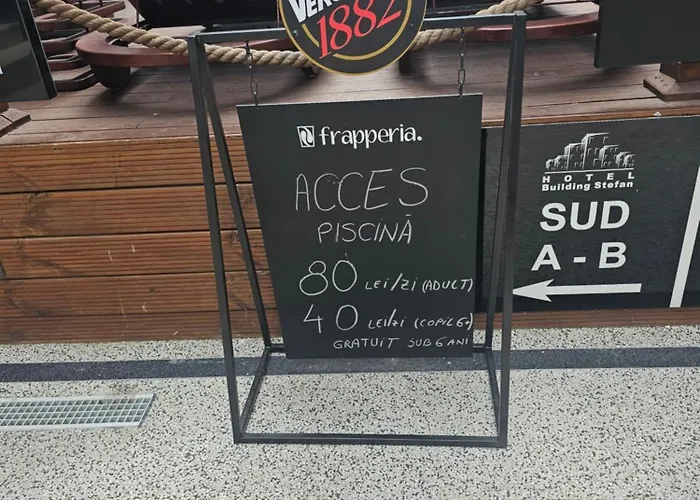 1882
frapperia.
ACCES
PISCINĂ
80 LEI/ZI (ADULT)
40 LEI/ZI (COPIL 6+)
GRATUIT SUB 6 ANI
HOTEL
Building Stefan
SUD
A - B